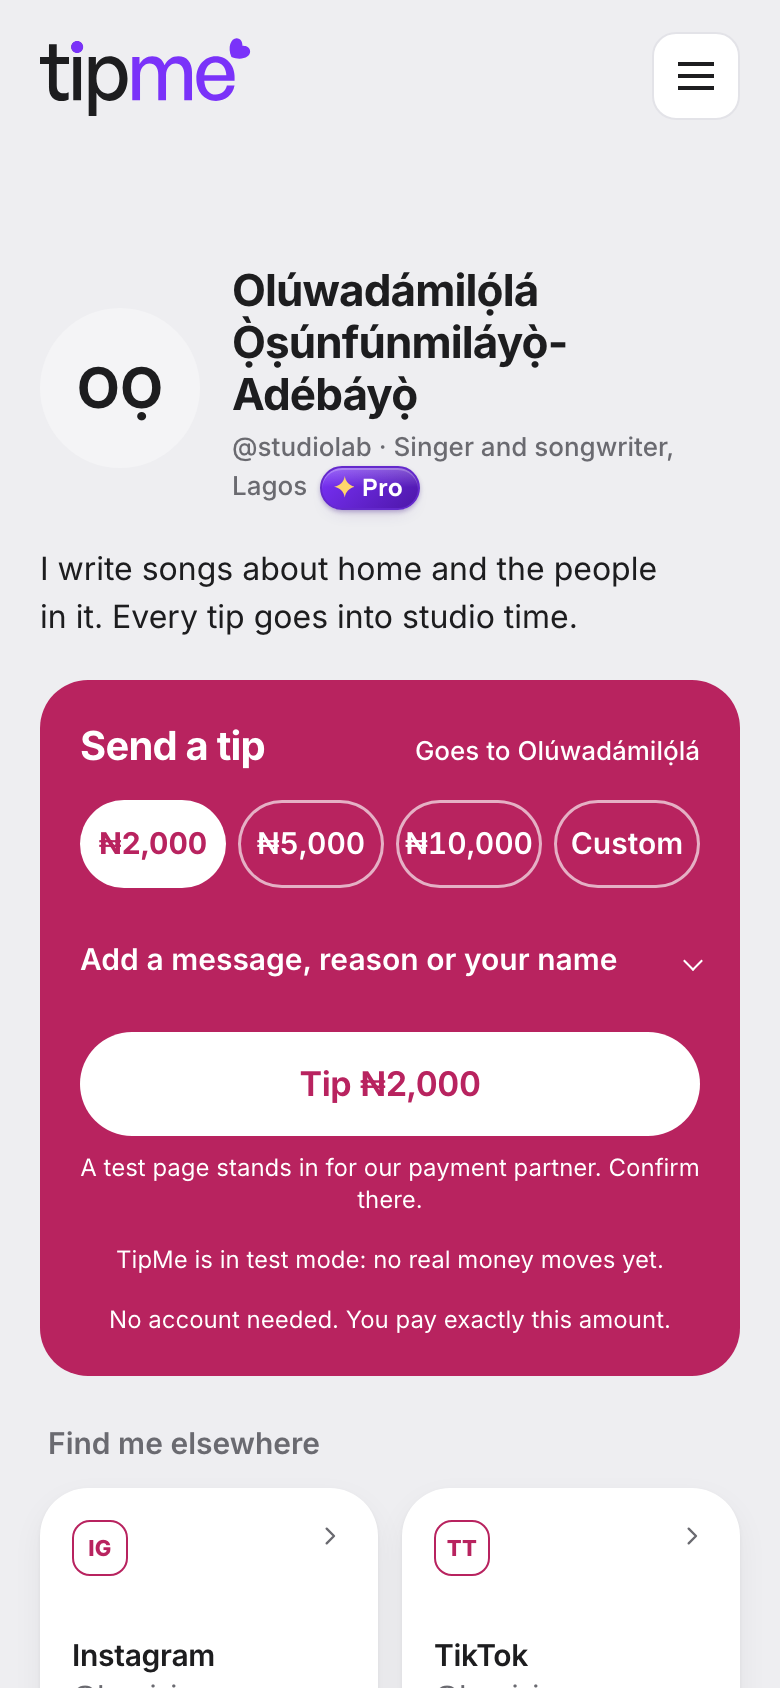 tipme
OỌ
Olúwadámilọ́lá
Ọ̀ṣúnfúnmiláyọ̀-
Adébáyọ̀
@studiolab · Singer and songwriter,
Lagos ✦ Pro
I write songs about home and the people
in it. Every tip goes into studio time.
Send a tip
Goes to Olúwadámilọ́lá
₦2,000
₦5,000
₦10,000
Custom
Add a message, reason or your name
Tip ₦2,000
A test page stands in for our payment partner. Confirm
there.
TipMe is in test mode: no real money moves yet.
No account needed. You pay exactly this amount.
Find me elsewhere
IG
TT
Instagram
TikTok